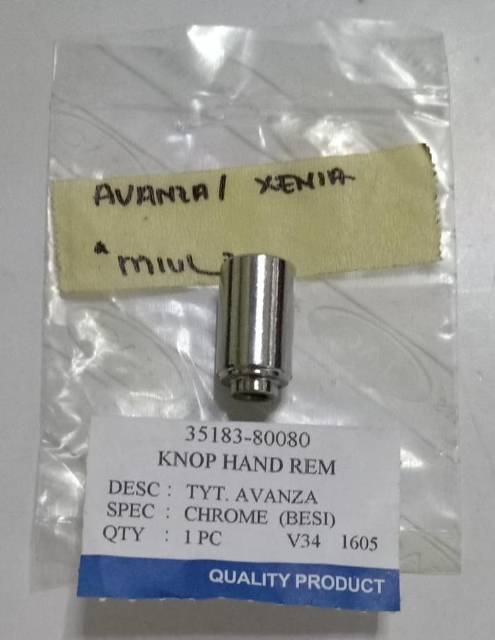 AVANZA/ XENIA
35183-80080
KNOP HAND REM
DESC : TYT. AVANZA
SPEC : CHROME (BESI)
QTY : 1 PC V34 1605
QUALITY PRODUCT